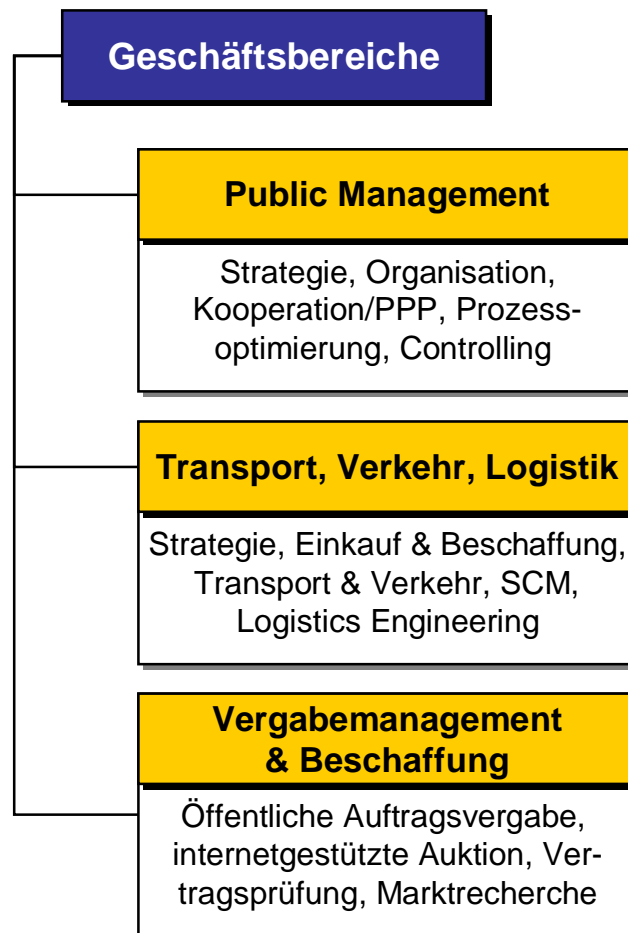 Geschäftsbereiche
Public Management
Strategie, Organisation,
Kooperation/PPP, Prozess-
optimierung, Controlling
Transport, Verkehr, Logistik
Strategie, Einkauf & Beschaffung,
Transport & Verkehr, SCM,
Logistics Engineering
Vergabemanagement
& Beschaffung
Öffentliche Auftragsvergabe,
internetgestützte Auktion, Ver-
tragsprüfung, Marktrecherche